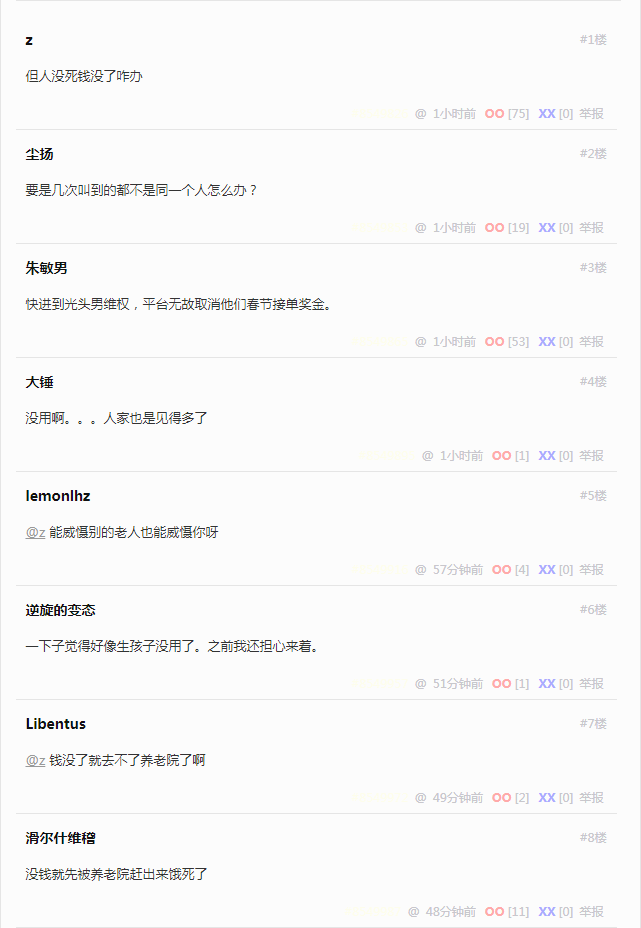 z #1楼
但人没死钱没了咋办
@ 1小时前 OO [75] XX [0] 举报
尘扬 #2楼
要是几次叫到的都不是同一个人怎么办？
@ 1小时前 OO [19] XX [0] 举报
朱敏男 #3楼
快进到光头男维权，平台无故取消他们春节接单奖金。
@ 1小时前 OO [53] XX [0] 举报
大锤 #4楼
没用啊。。。人家也是见得多了
@ 1小时前 OO [1] XX [0] 举报
lemonlhz #5楼
@z 能威慑别的老人也能威慑你呀
@ 57分钟前 OO [4] XX [0] 举报
逆旋的变态 #6楼
一下子觉得好像生孩子没用了。之前我还担心来着。
@ 51分钟前 OO [1] XX [0] 举报
Libentus #7楼
@z 钱没了就去不了养老院了啊
@ 49分钟前 OO [2] XX [0] 举报
滑尔什维稽 #8楼
没钱就先被养老院赶出来饿死了
@ 48分钟前 OO [11] XX [0] 举报